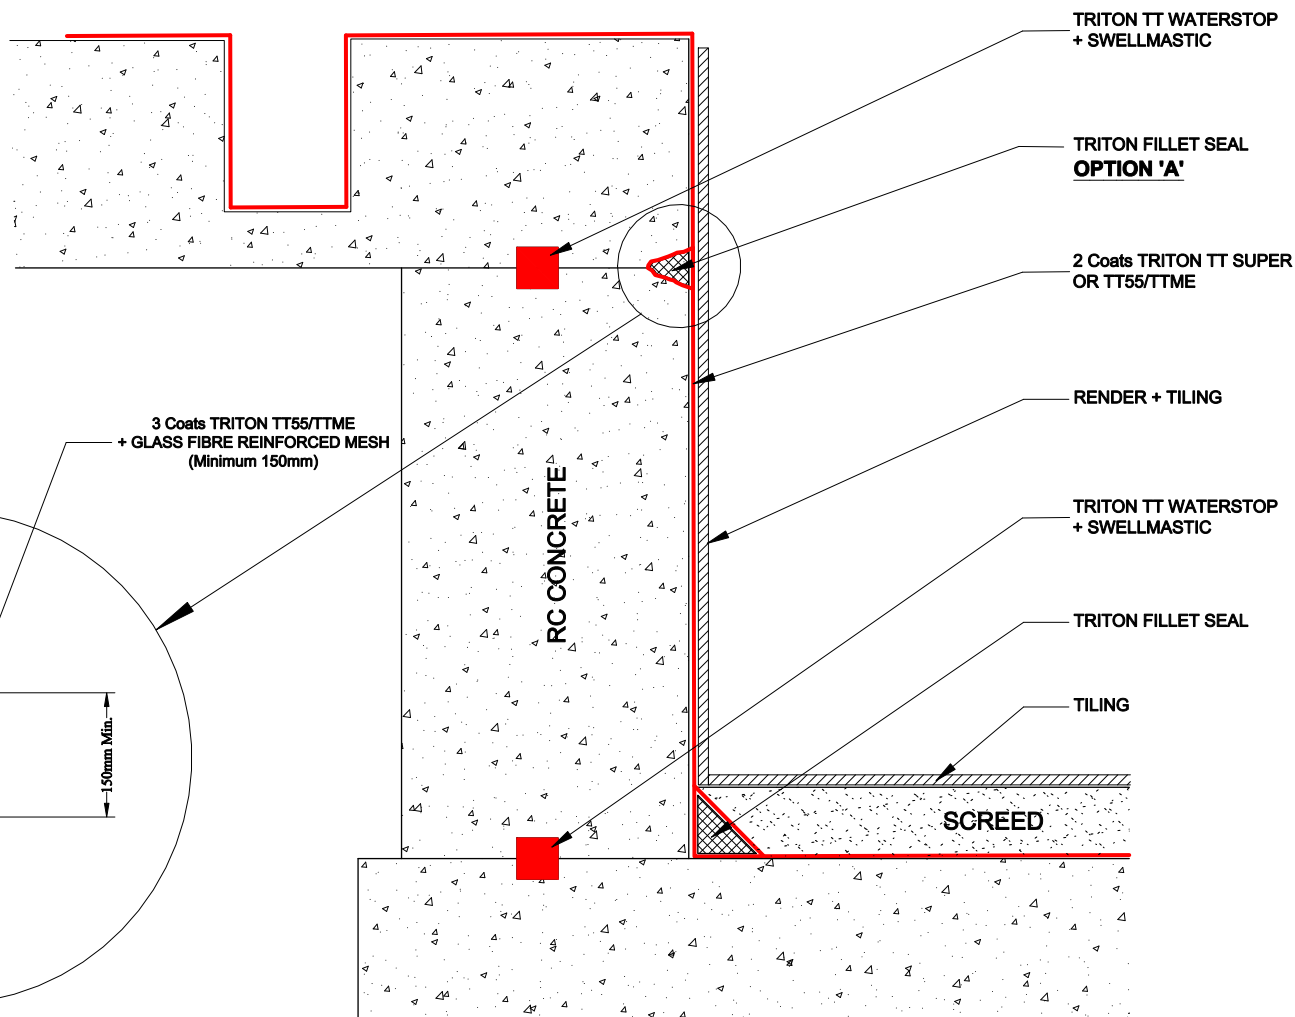 TRITON TT WATERSTOP
+ SWELLMASTIC
TRITON FILLET SEAL
OPTION 'A'
2 Coats TRITON TT SUPER
OR TT55/TTME
RENDER + TILING
3 Coats TRITON TT55/TTME
+ GLASS FIBRE REINFORCED MESH
(Minimum 150mm)
RC CONCRETE
TRITON TT WATERSTOP
+ SWELLMASTIC
TRITON FILLET SEAL
TILING
150mm Min.
SCREED